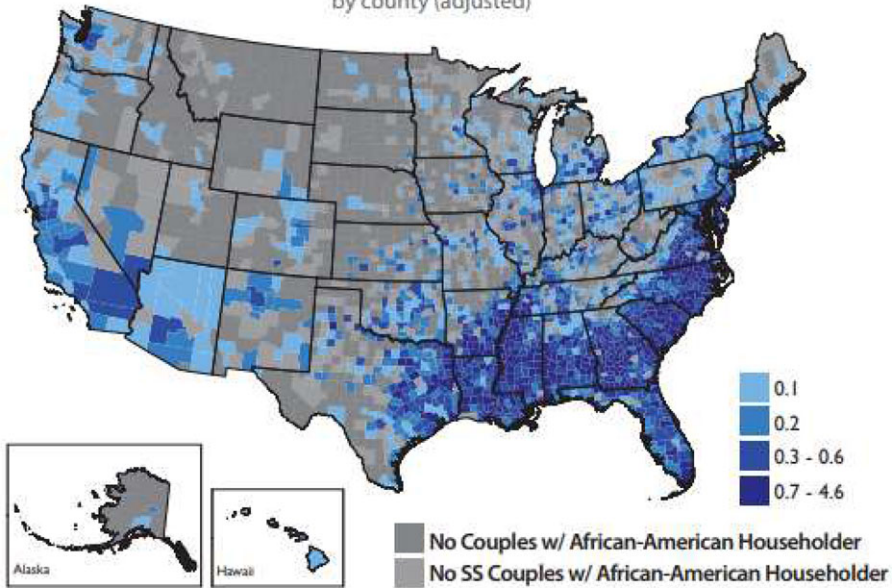 by county (adjusted)
0.1
0.2
0.3 - 0.6
0.7 - 4.6
Alaska
Hawaii
No Couples w/ African-American Householder
No SS Couples w/ African-American Householder